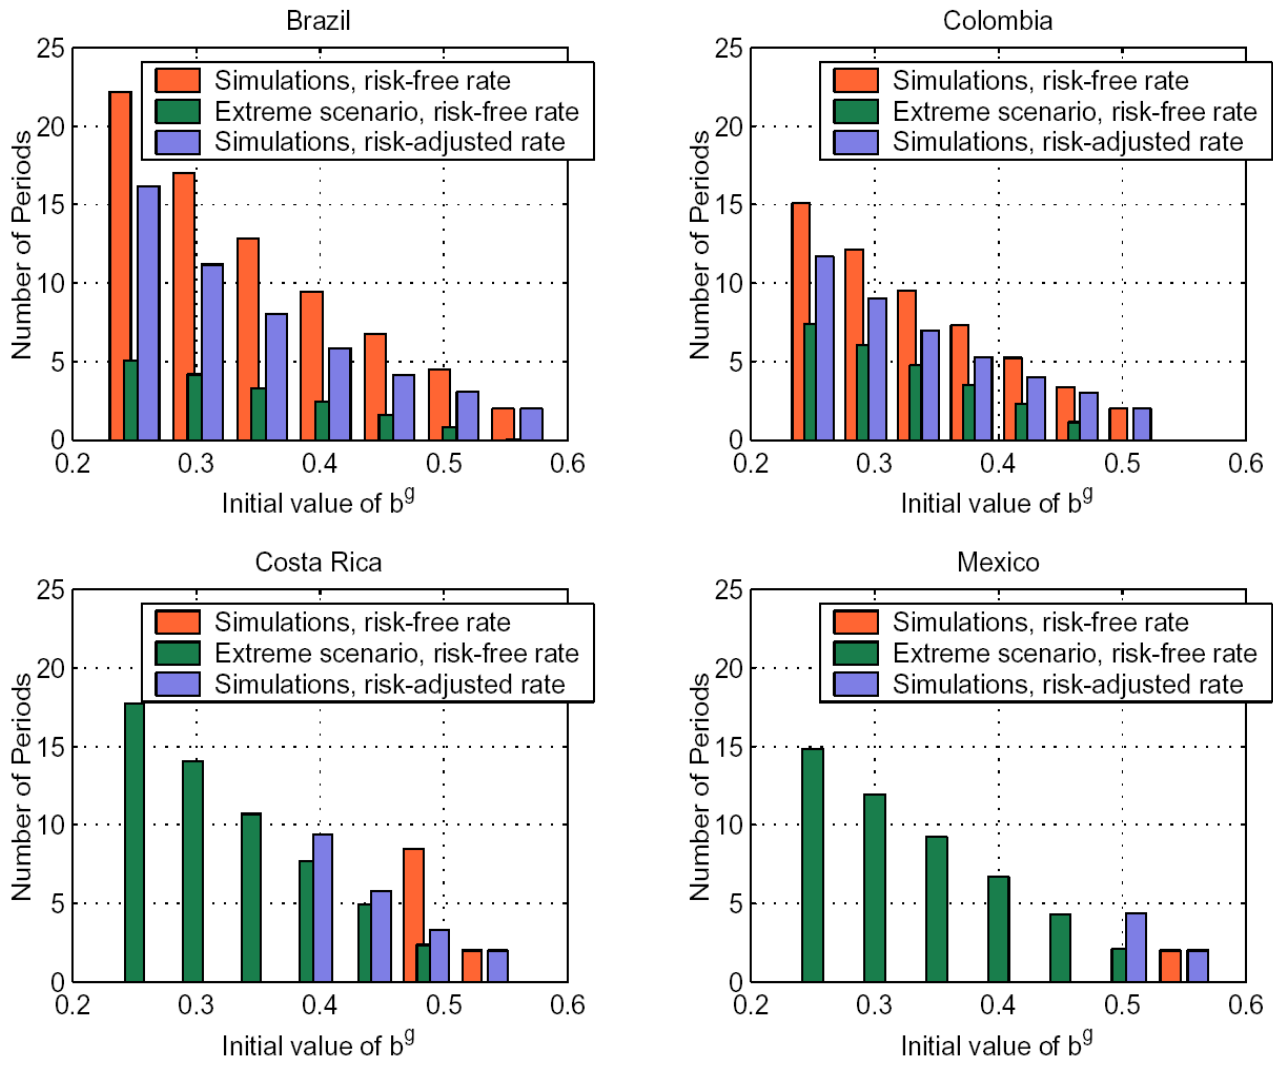 Brazil
25
20
15
10
5
0
Number of Periods
Simulations, risk-free rate
Extreme scenario, risk-free rate
Simulations, risk-adjusted rate
0.2 0.3 0.4 0.5 0.6
Initial value of b^g
Colombia
25
20
15
10
5
0
Number of Periods
Simulations, risk-free rate
Extreme scenario, risk-free rate
Simulations, risk-adjusted rate
0.2 0.3 0.4 0.5 0.6
Initial value of b^g
Costa Rica
25
20
15
10
5
0
Number of Periods
Simulations, risk-free rate
Extreme scenario, risk-free rate
Simulations, risk-adjusted rate
0.2 0.3 0.4 0.5 0.6
Initial value of b^g
Mexico
25
20
15
10
5
0
Number of Periods
Simulations, risk-free rate
Extreme scenario, risk-free rate
Simulations, risk-adjusted rate
0.2 0.3 0.4 0.5 0.6
Initial value of b^g